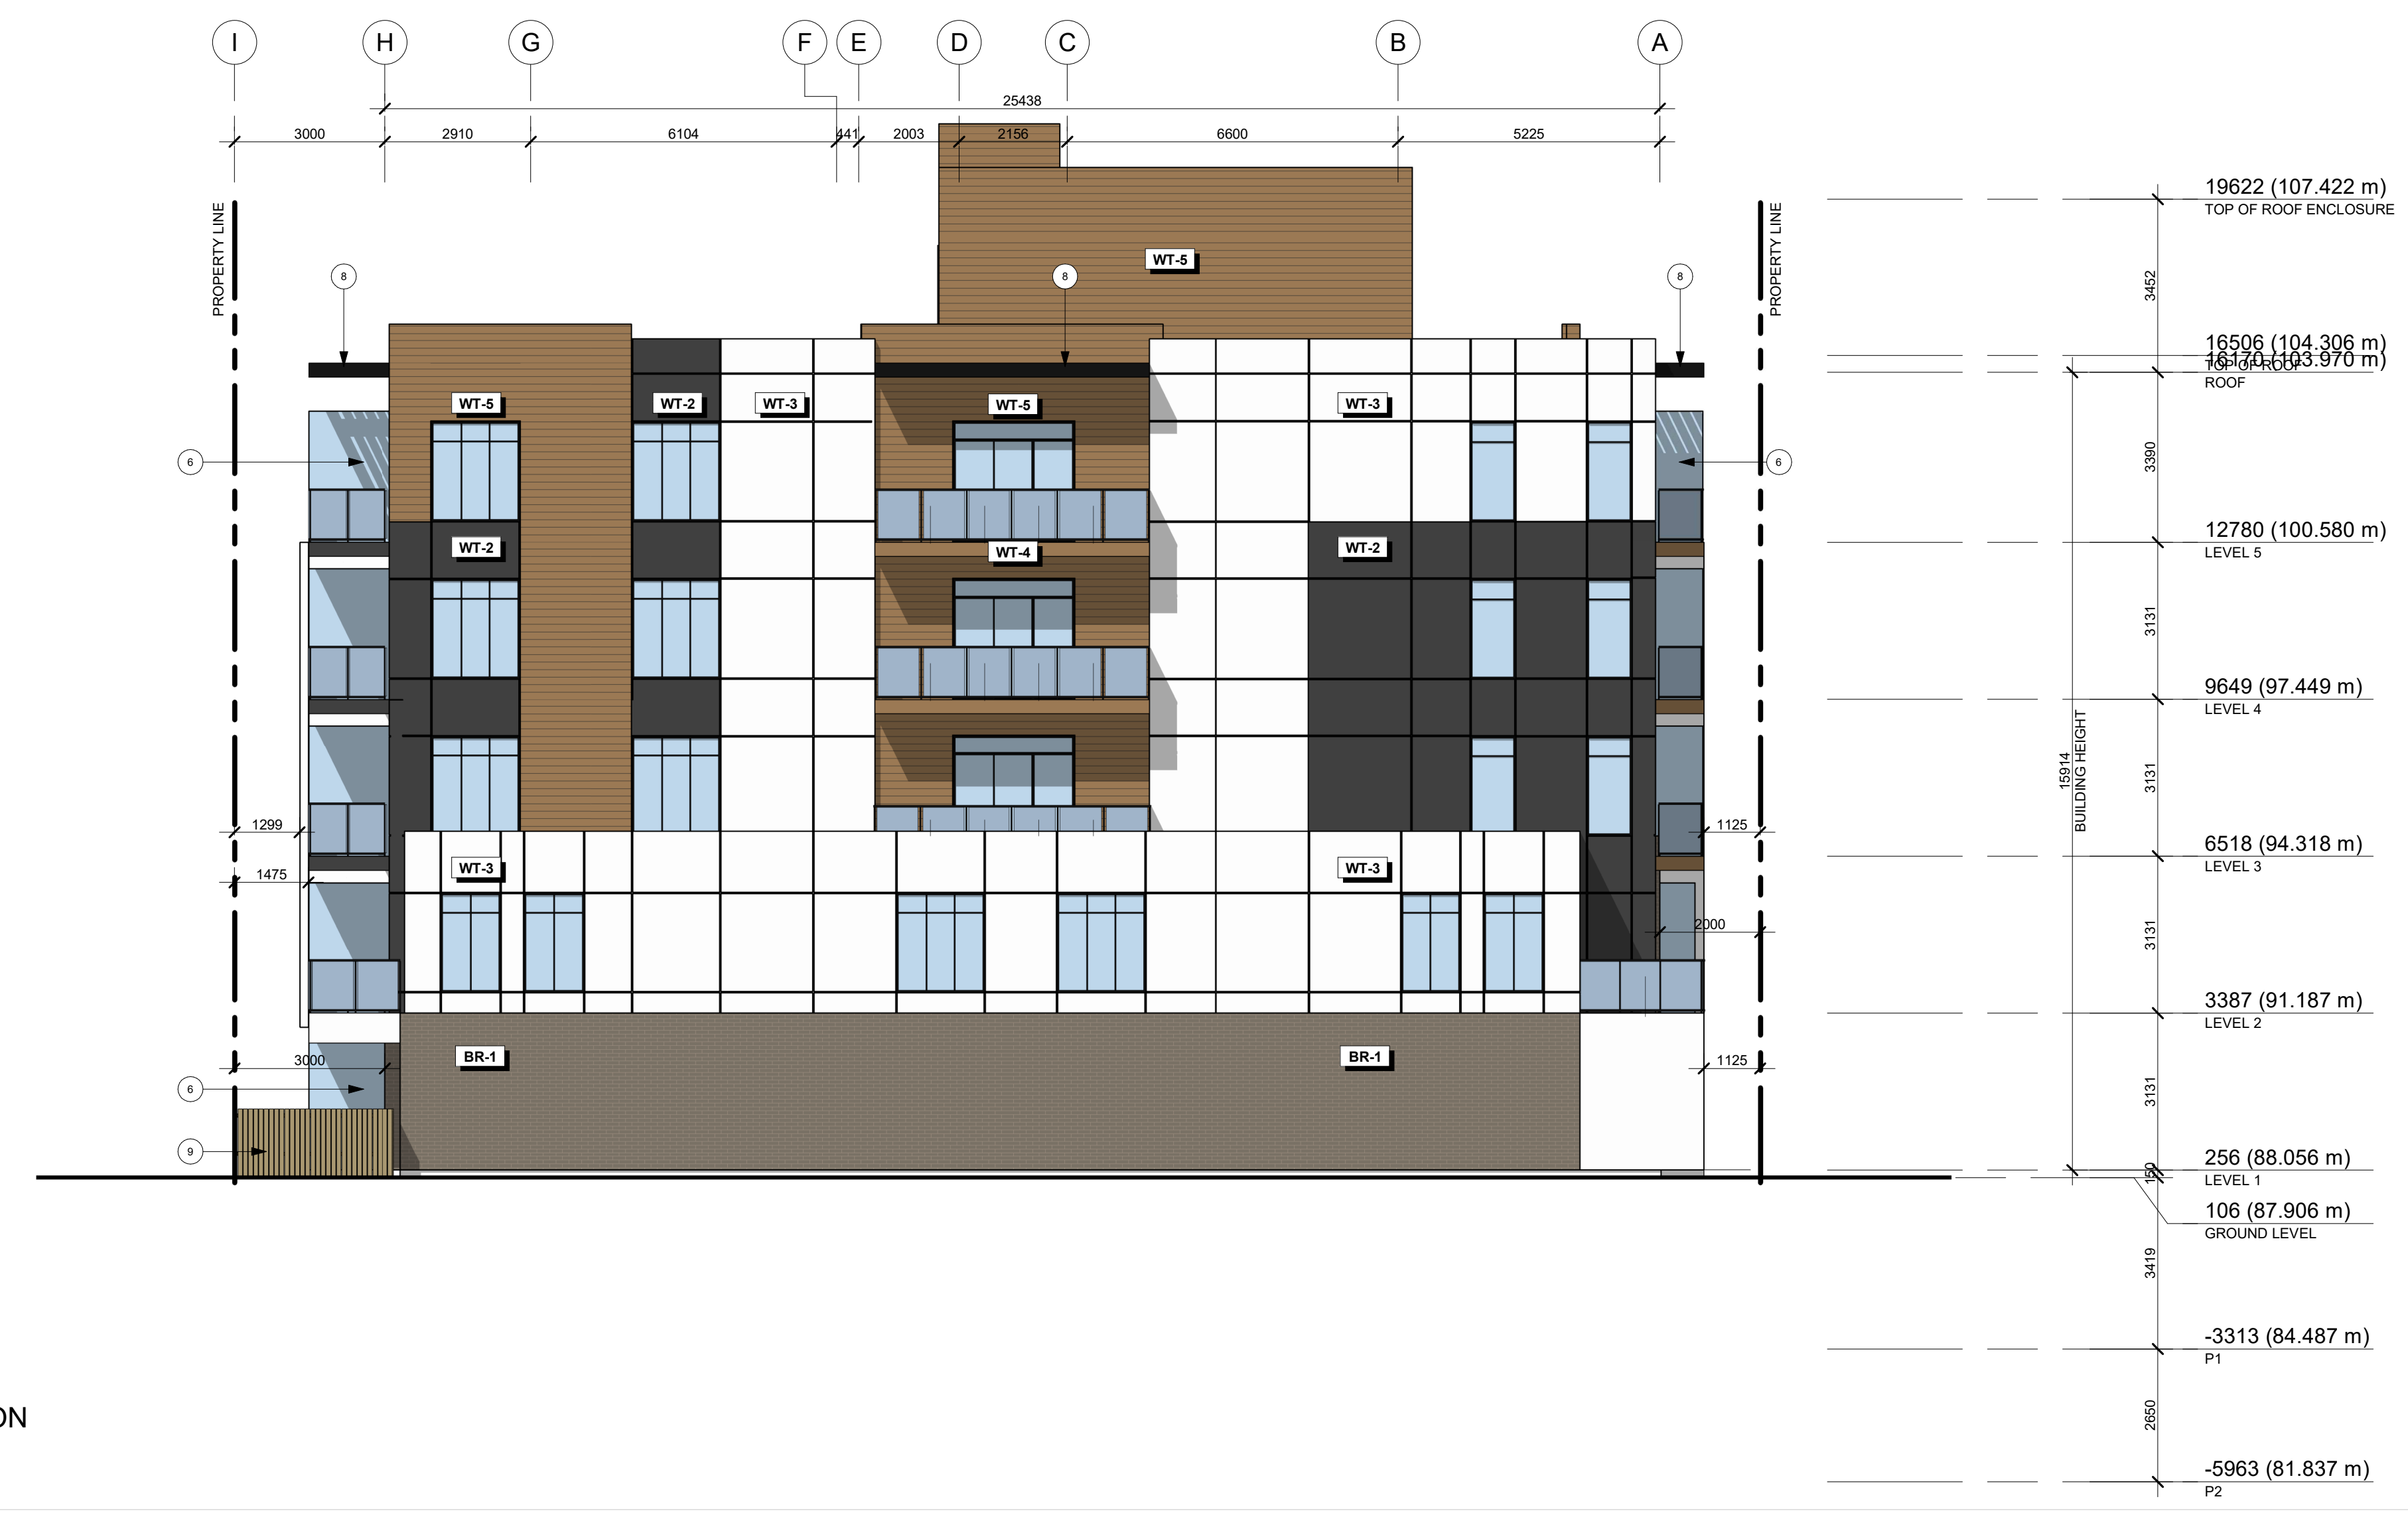 I H G F E D C B A
25438
3000 2910 6104 441 2003 2156 6600 5225
PROPERTY LINE
PROPERTY LINE
19622 (107.422 m)
TOP OF ROOF ENCLOSURE
WT-5
8 8 8
3452
16506 (104.306 m)
TOP OF ROOF
16170 (103.970 m)
ROOF
WT-5 WT-2 WT-3 WT-5 WT-3
6 6
3390
12780 (100.580 m)
LEVEL 5
WT-2 WT-4 WT-2
3131
9649 (97.449 m)
LEVEL 4
15914
BUILDING HEIGHT
3131
1299 1125
6518 (94.318 m)
LEVEL 3
WT-3 WT-3
1475
2000
3131
3387 (91.187 m)
LEVEL 2
BR-1 BR-1
3000 1125
6
3131
9
256 (88.056 m)
LEVEL 1
150
106 (87.906 m)
GROUND LEVEL
3419
-3313 (84.487 m)
P1
ON
2650
-5963 (81.837 m)
P2